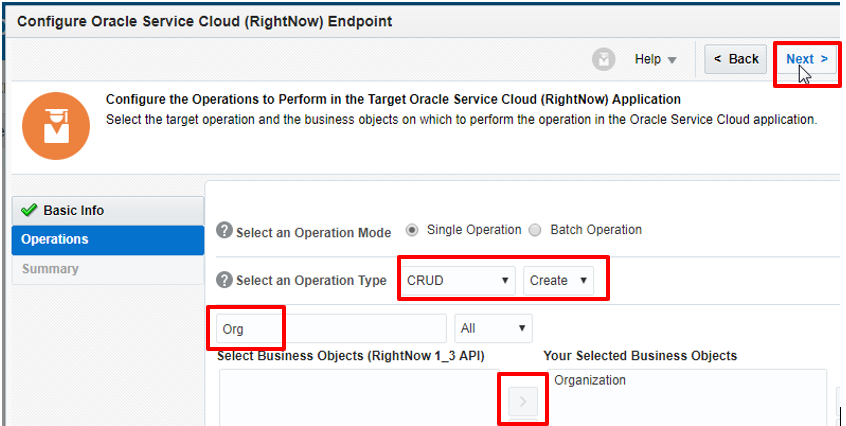 Configure Oracle Service Cloud (RightNow) Endpoint
Help
< Back
Next >
Configure the Operations to Perform in the Target Oracle Service Cloud (RightNow) Application
Select the target operation and the business objects on which to perform the operation in the Oracle Service Cloud application.
Basic Info
Operations
Summary
? Select an Operation Mode Single Operation Batch Operation
? Select an Operation Type CRUD Create
Org All
Select Business Objects (RightNow 1_3 API) Your Selected Business Objects
Organization
>